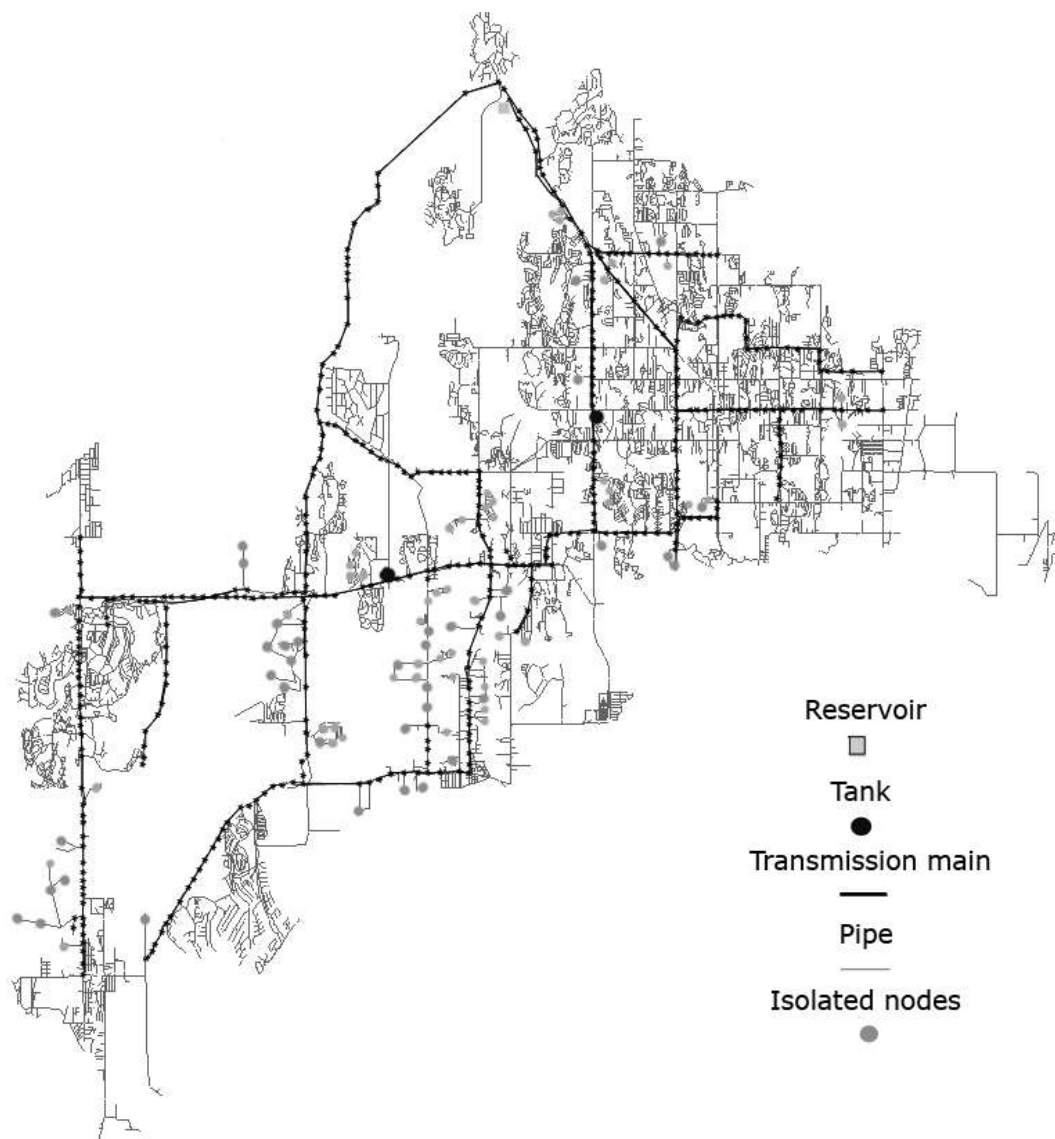 Reservoir
Tank
Transmission main
Pipe
Isolated nodes